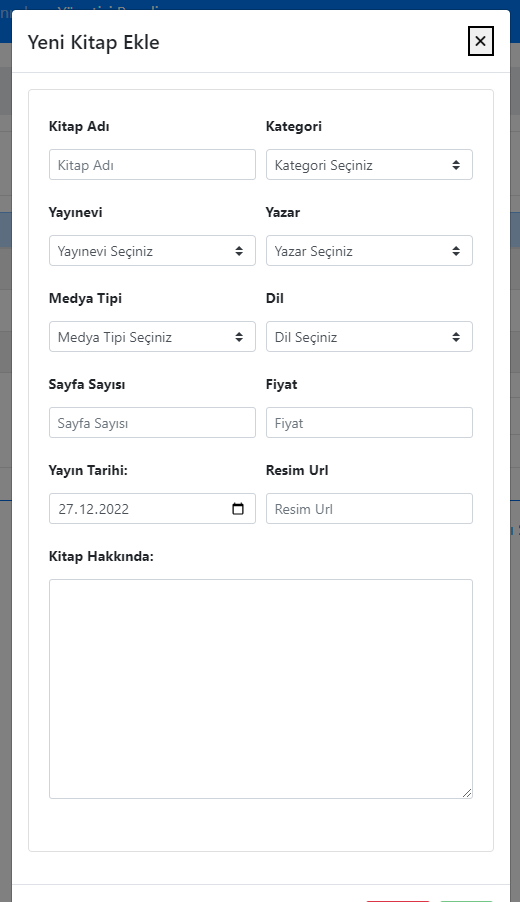 Yeni Kitap Ekle
Kitap Adı Kategori
Kitap Adı Kategori Seçiniz
Yayınevi Yazar
Yayınevi Seçiniz Yazar Seçiniz
Medya Tipi Dil
Medya Tipi Seçiniz Dil Seçiniz
Sayfa Sayısı Fiyat
Sayfa Sayısı Fiyat
Yayın Tarihi: Resim Url
27.12.2022 Resim Url
Kitap Hakkında: